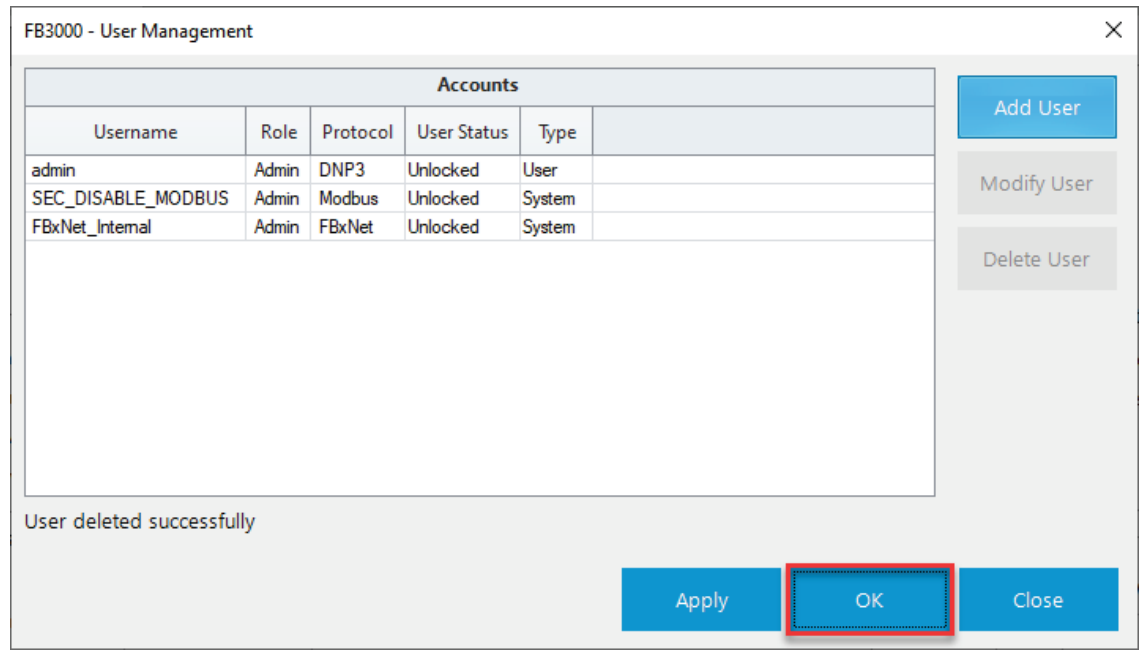 FB3000 - User Management
Accounts
Username Role Protocol User Status Type
admin Admin DNP3 Unlocked User
SEC_DISABLE_MODBUS Admin Modbus Unlocked System
FBxNet_Internal Admin FBxNet Unlocked System
Add User
Modify User
Delete User
User deleted successfully
Apply OK Close